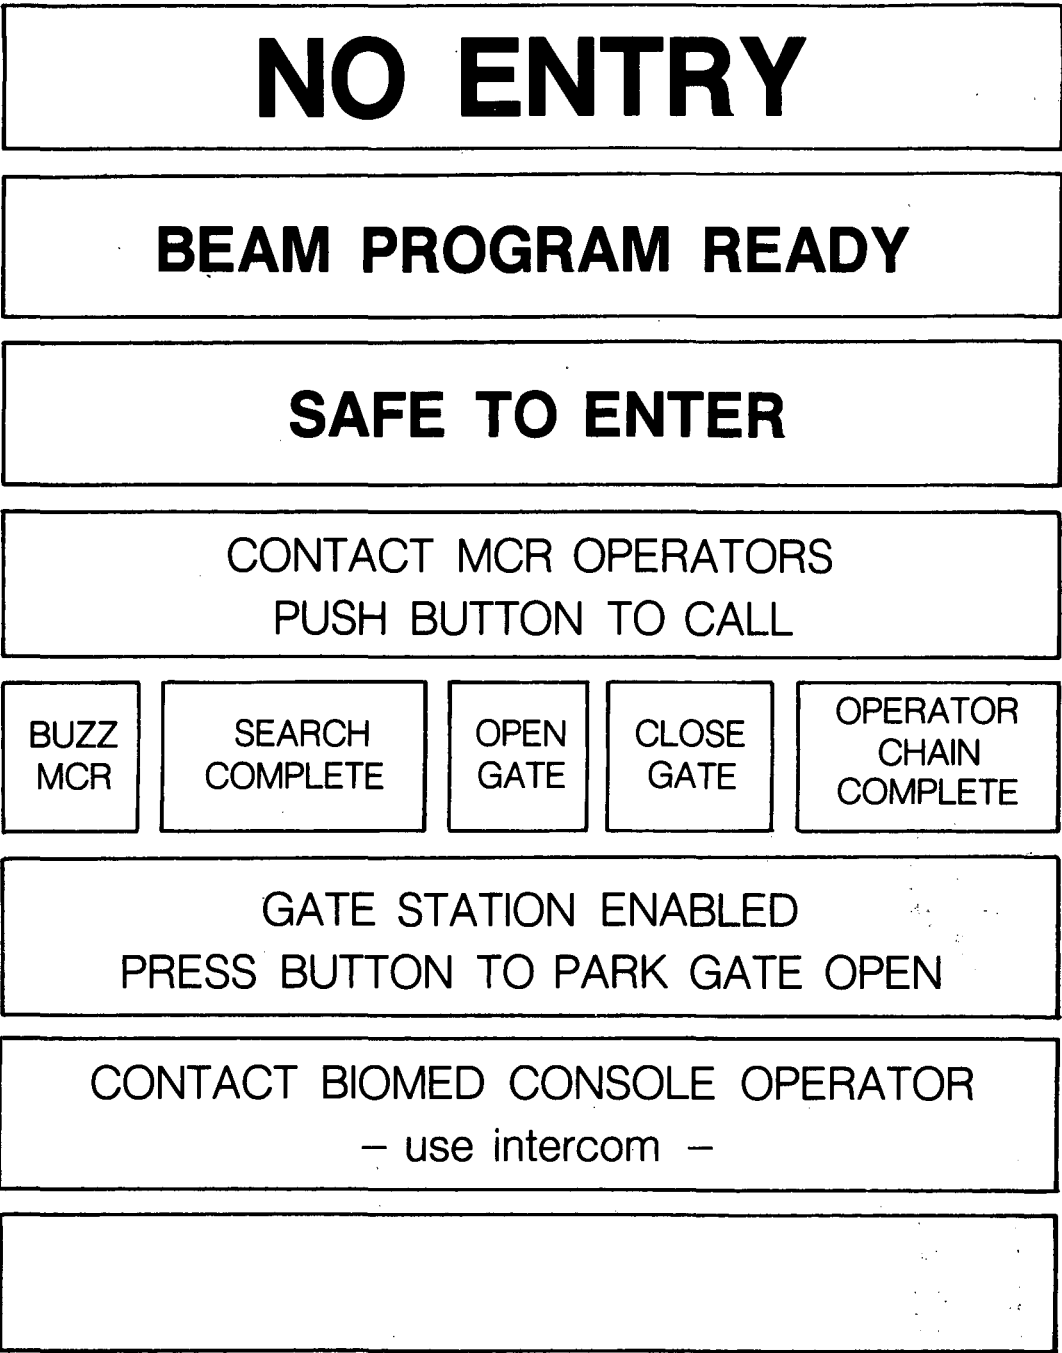 NO ENTRY
BEAM PROGRAM READY
SAFE TO ENTER
CONTACT MCR OPERATORS
PUSH BUTTON TO CALL
BUZZ
MCR
SEARCH
COMPLETE
OPEN
GATE
CLOSE
GATE
OPERATOR
CHAIN
COMPLETE
GATE STATION ENABLED
PRESS BUTTON TO PARK GATE OPEN
CONTACT BIOMED CONSOLE OPERATOR
– use intercom –